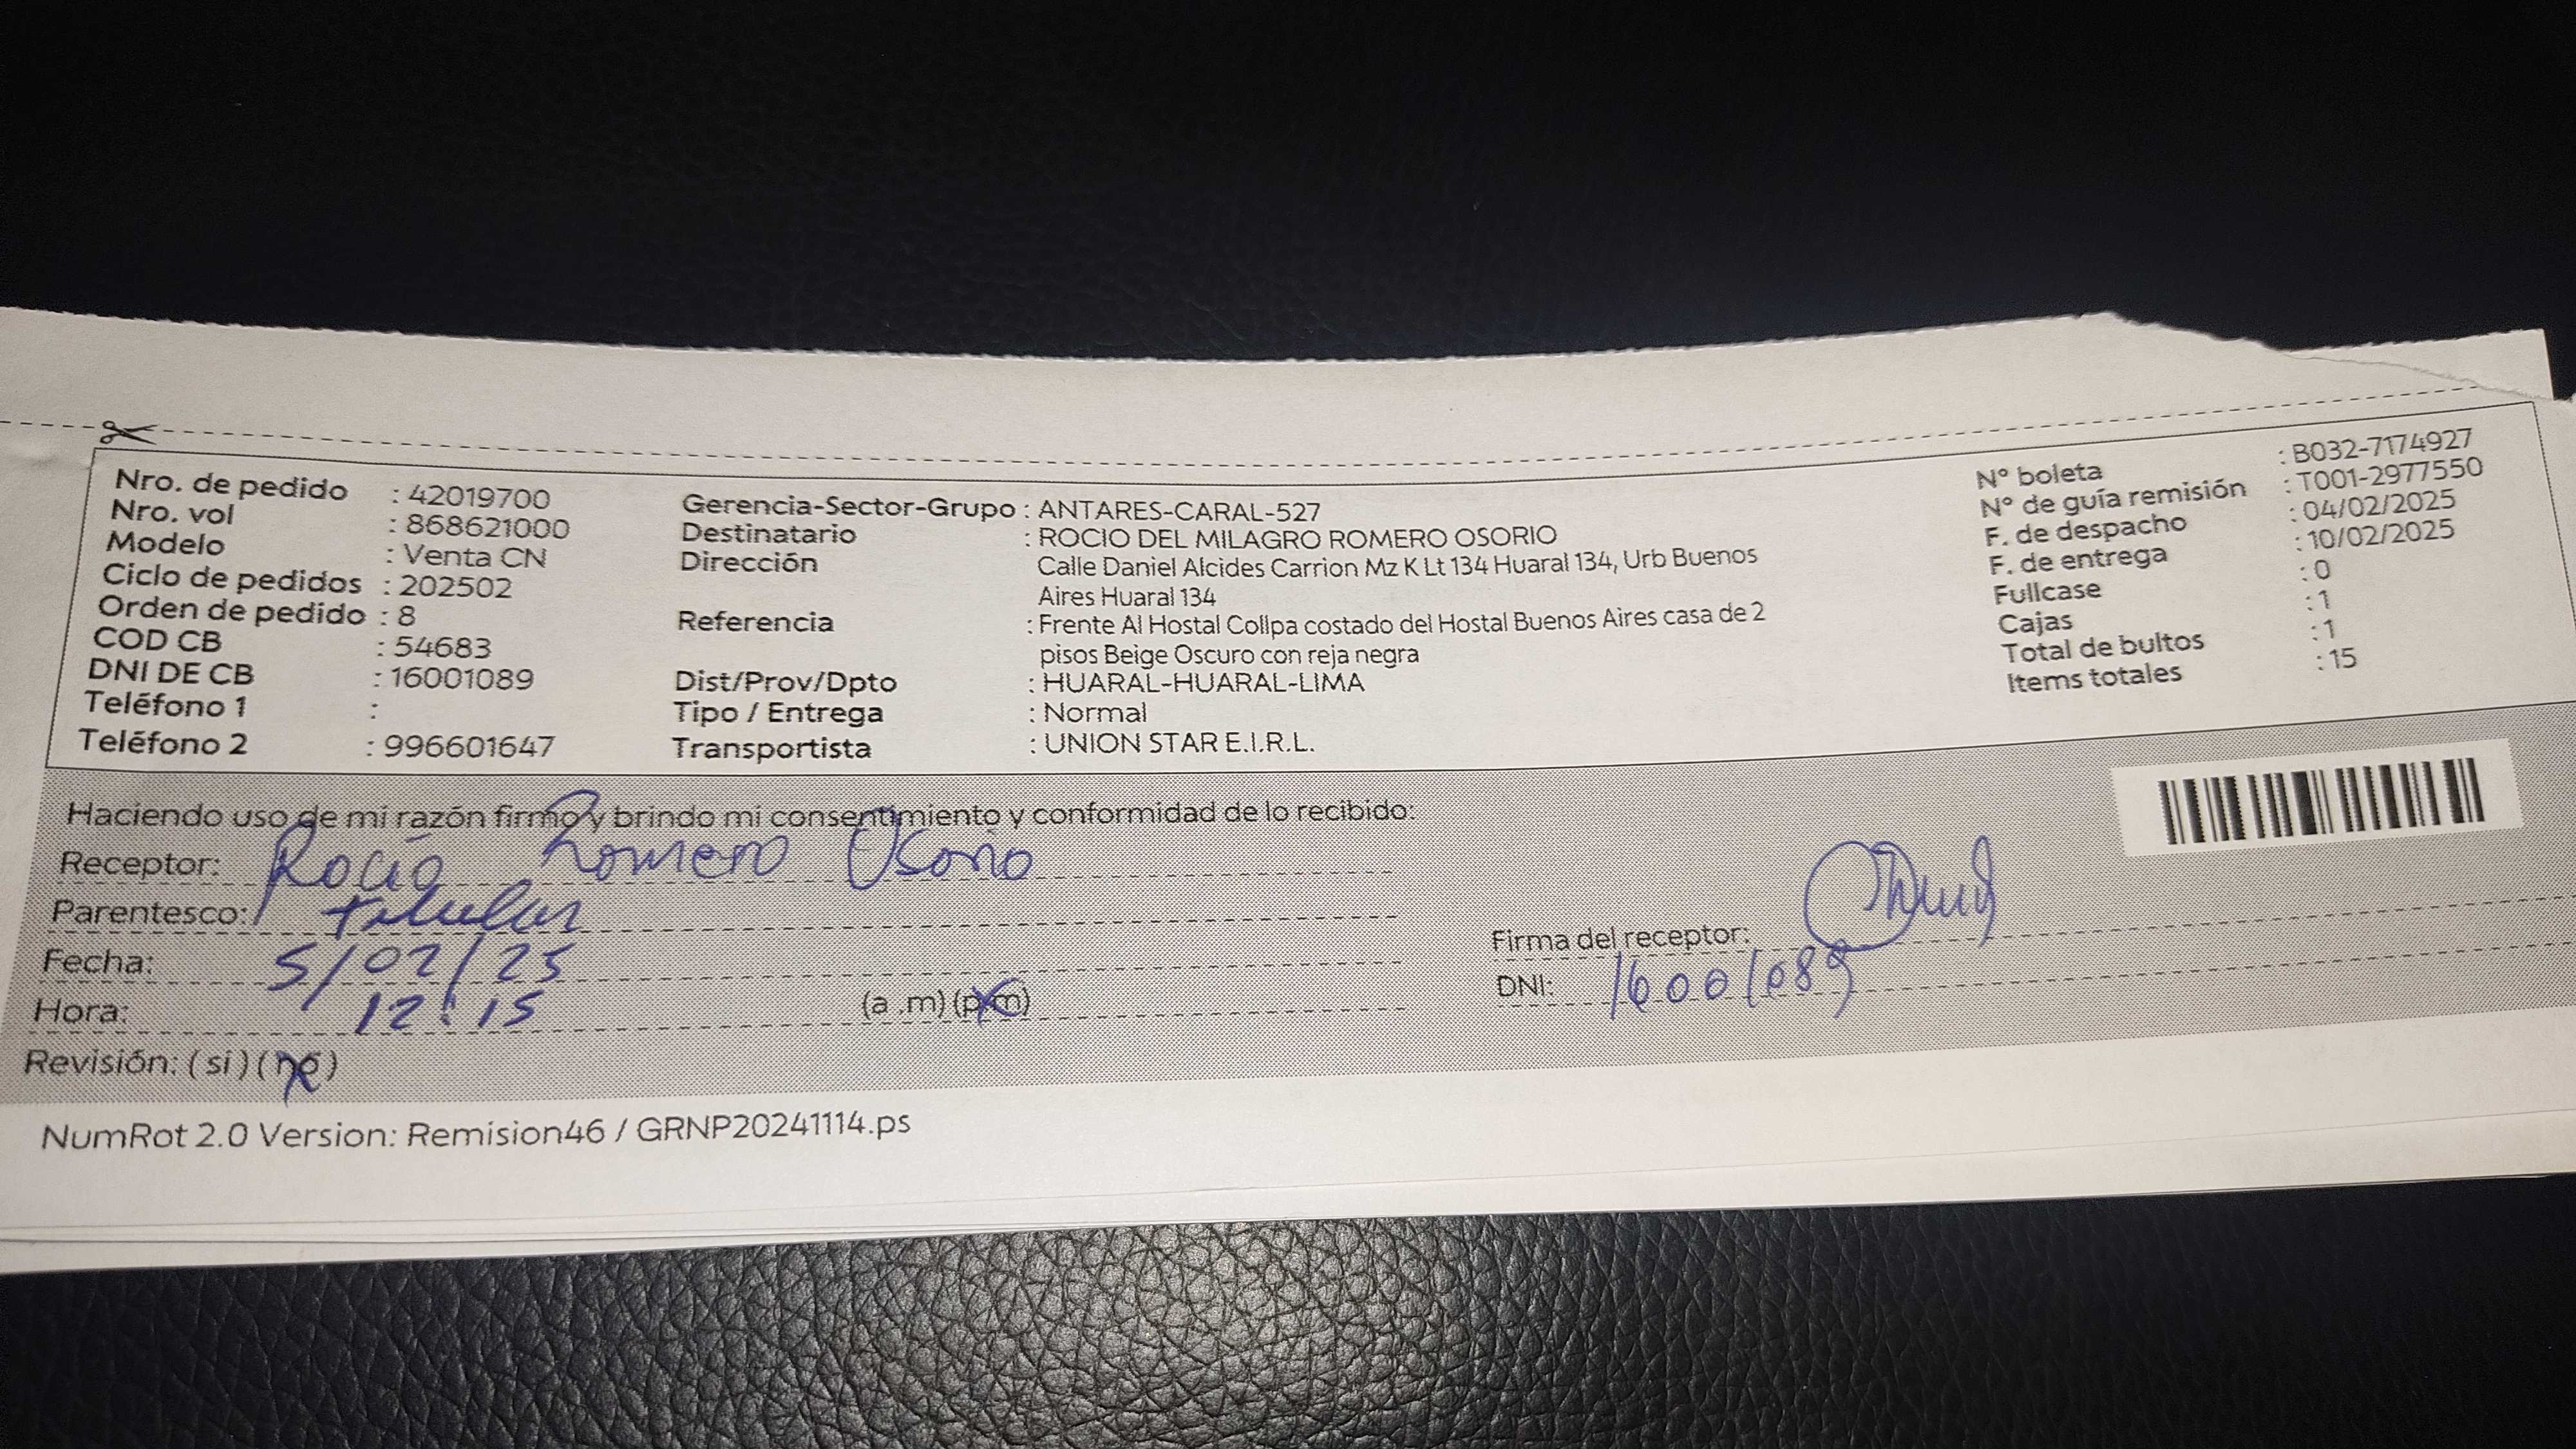 Nro. de pedido : 42019700
Nro. vol : 868621000
Modelo : Venta CN
Ciclo de pedidos : 202502
Orden de pedido : 8
COD CB : 54683
DNI DE CB : 16001089
Teléfono 1 :
Teléfono 2 : 996601647
Gerencia-Sector-Grupo : ANTARES-CARAL-527
Destinatario : ROCIO DEL MILAGRO ROMERO OSORIO
Dirección Calle Daniel Alcides Carrion Mz K Lt 134 Huaral 134, Urb Buenos
Aires Huaral 134
Referencia : Frente Al Hostal Collpa costado del Hostal Buenos Aires casa de 2
pisos Beige Oscuro con reja negra
Dist/Prov/Dpto : HUARAL-HUARAL-LIMA
Tipo / Entrega : Normal
Transportista : UNION STAR E.I.R.L.
N° boleta : B032-7174927
N° de guía remisión : T001-2977550
F. de despacho : 04/02/2025
F. de entrega : 10/02/2025
Fullcase : 0
Cajas : 1
Total de bultos : 1
Items totales : 15
Haciendo uso de mi razón firmo y brindo mi consentimiento y conformidad de lo recibido:
Receptor: Rocío Romero Osorio
Parentesco: titular
Fecha: 5/02/25
Hora: 12:15 (a .m) (p.m)
Revisión: ( si ) ( no )
Firma del receptor:
DNI: 16001089
NumRot 2.0 Version: Remision46 / GRNP20241114.ps